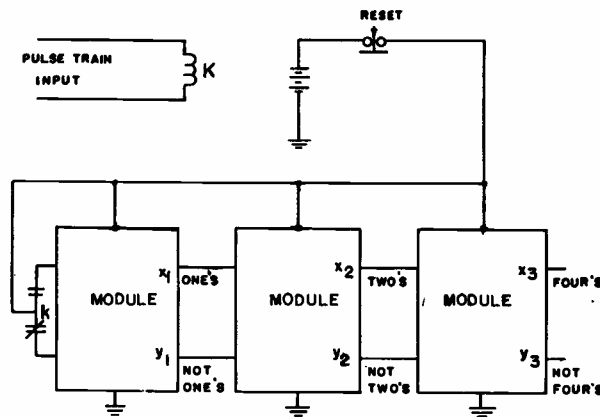 RESET
PULSE TRAIN
INPUT
K
k
MODULE
x1
ONE'S
y1
NOT
ONE'S
MODULE
x2
TWO'S
y2
NOT
TWO'S
MODULE
x3
FOUR'S
y3
NOT
FOUR'S